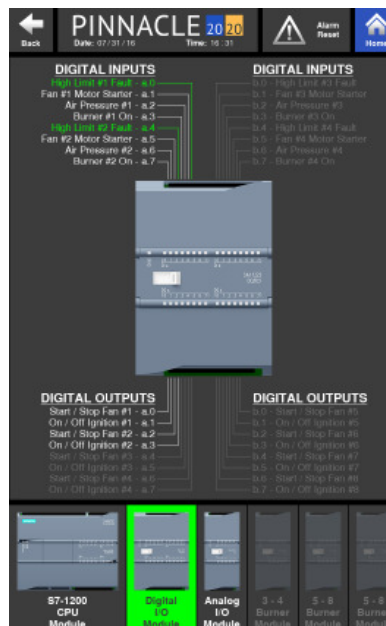 PINNACLE 20 20
Alarm
Reset
Back
Date: 07/31/16
Time: 16:31
Home
DIGITAL INPUTS
High Limit #1 Fault - a.0
Fan #1 Motor Starter - a.1
Air Pressure #1 - a.2
Burner #1 On - a.3
High Limit #2 Fault - a.4
Fan #2 Motor Starter - a.5
Air Pressure #2 - a.6
Burner #2 On - a.7
DIGITAL INPUTS
b.0 - High Limit #3 Fault
b.1 - Fan #3 Motor Starter
b.2 - Air Pressure #3
b.3 - Burner #3 On
b.4 - High Limit #4 Fault
b.5 - Fan #4 Motor Starter
b.6 - Air Pressure #4
b.7 - Burner #4 On
DIGITAL OUTPUTS
Start / Stop Fan #1 - a.0
On / Off Ignition #1 - a.1
Start / Stop Fan #2 - a.2
On / Off Ignition #2 - a.3
Start / Stop Fan #3 - a.4
On / Off Ignition #3 - a.5
Start / Stop Fan #4 - a.6
On / Off Ignition #4 - a.7
DIGITAL OUTPUTS
b.0 - Start / Stop Fan #5
b.1 - On / Off Ignition #5
b.2 - Start / Stop Fan #6
b.3 - On / Off Ignition #6
b.4 - Start / Stop Fan #7
b.5 - On / Off Ignition #7
b.6 - Start / Stop Fan #8
b.7 - On / Off Ignition #8
S7-1200
CPU
Module
Digital
I/O
Module
Analog
I/O
Module
3 - 4
Burner
Module
5 - 8
Burner
Module
5 - 8
Burne
Modul